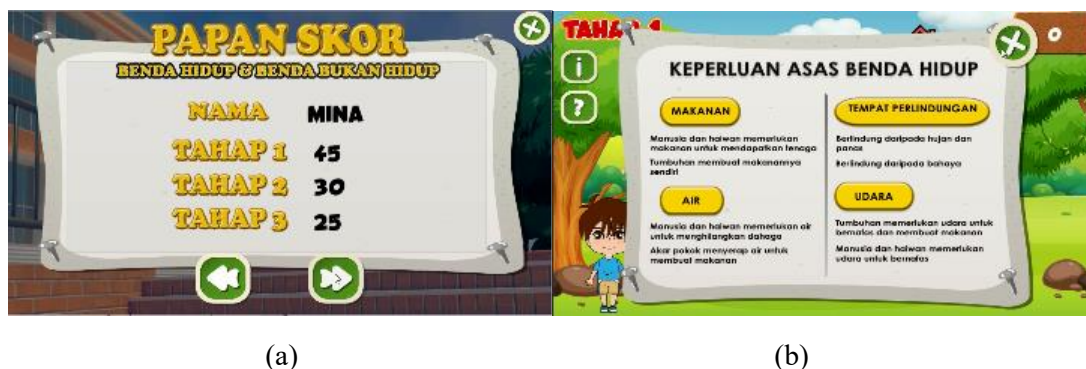 PAPAN SKOR
BENDA HIDUP & BENDA BUKAN HIDUP
NAMA MINA
TAHAP 1 45
TAHAP 2 30
TAHAP 3 25
(a)
TAHAP 1
0
i
?
KEPERLUAN ASAS BENDA HIDUP
MAKANAN
Manusia dan haiwan memerlukan
makanan untuk mendapatkan tenaga
Tumbuhan membuat makanannya
sendiri
AIR
Manusia dan haiwan memerlukan air
untuk menghilangkan dahaga
Akar pokok menyerap air untuk
membuat makanan
TEMPAT PERLINDUNGAN
Berlindung daripada hujan dan
panas
Berlindung daripada bahaya
UDARA
Tumbuhan memerlukan udara untuk
bernafas dan membuat makanan
Manusia dan haiwan memerlukan
udara untuk bernafas
(b)